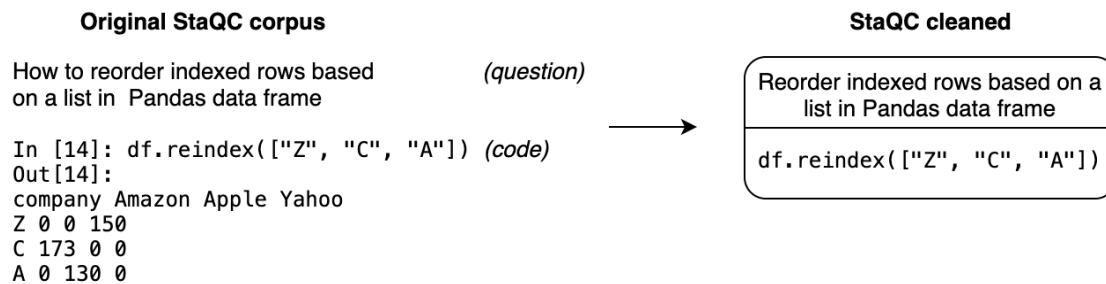 Original StaQC corpus
How to reorder indexed rows based
on a list in Pandas data frame
(question)
In [14]: df.reindex(["Z", "C", "A"]) (code)
Out[14]:
company Amazon Apple Yahoo
Z 0 0 150
C 173 0 0
A 0 130 0
StaQC cleaned
Reorder indexed rows based on a
list in Pandas data frame
df.reindex(["Z", "C", "A"])